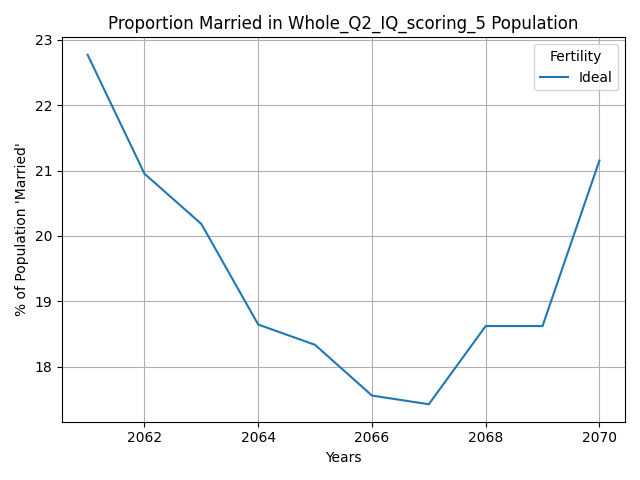 Proportion Married in Whole_Q2_IQ_scoring_5 Population
23
22
21
20
19
18
% of Population 'Married'
Fertility
Ideal
2062 2064 2066 2068 2070
Years